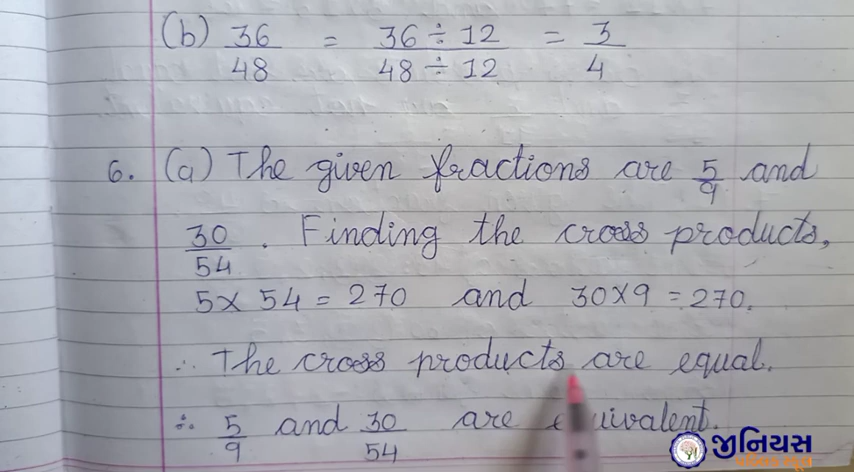 (b) 36/48 = 36 ÷ 12/48 ÷ 12 = 3/4
6. (a) The given fractions are 5/9 and
30/54. Finding the cross products,
5 × 54 = 270 and 30 × 9 = 270.
∴ The cross products are equal.
∴ 5/9 and 30/54 are equivalent.
જીનિયસ